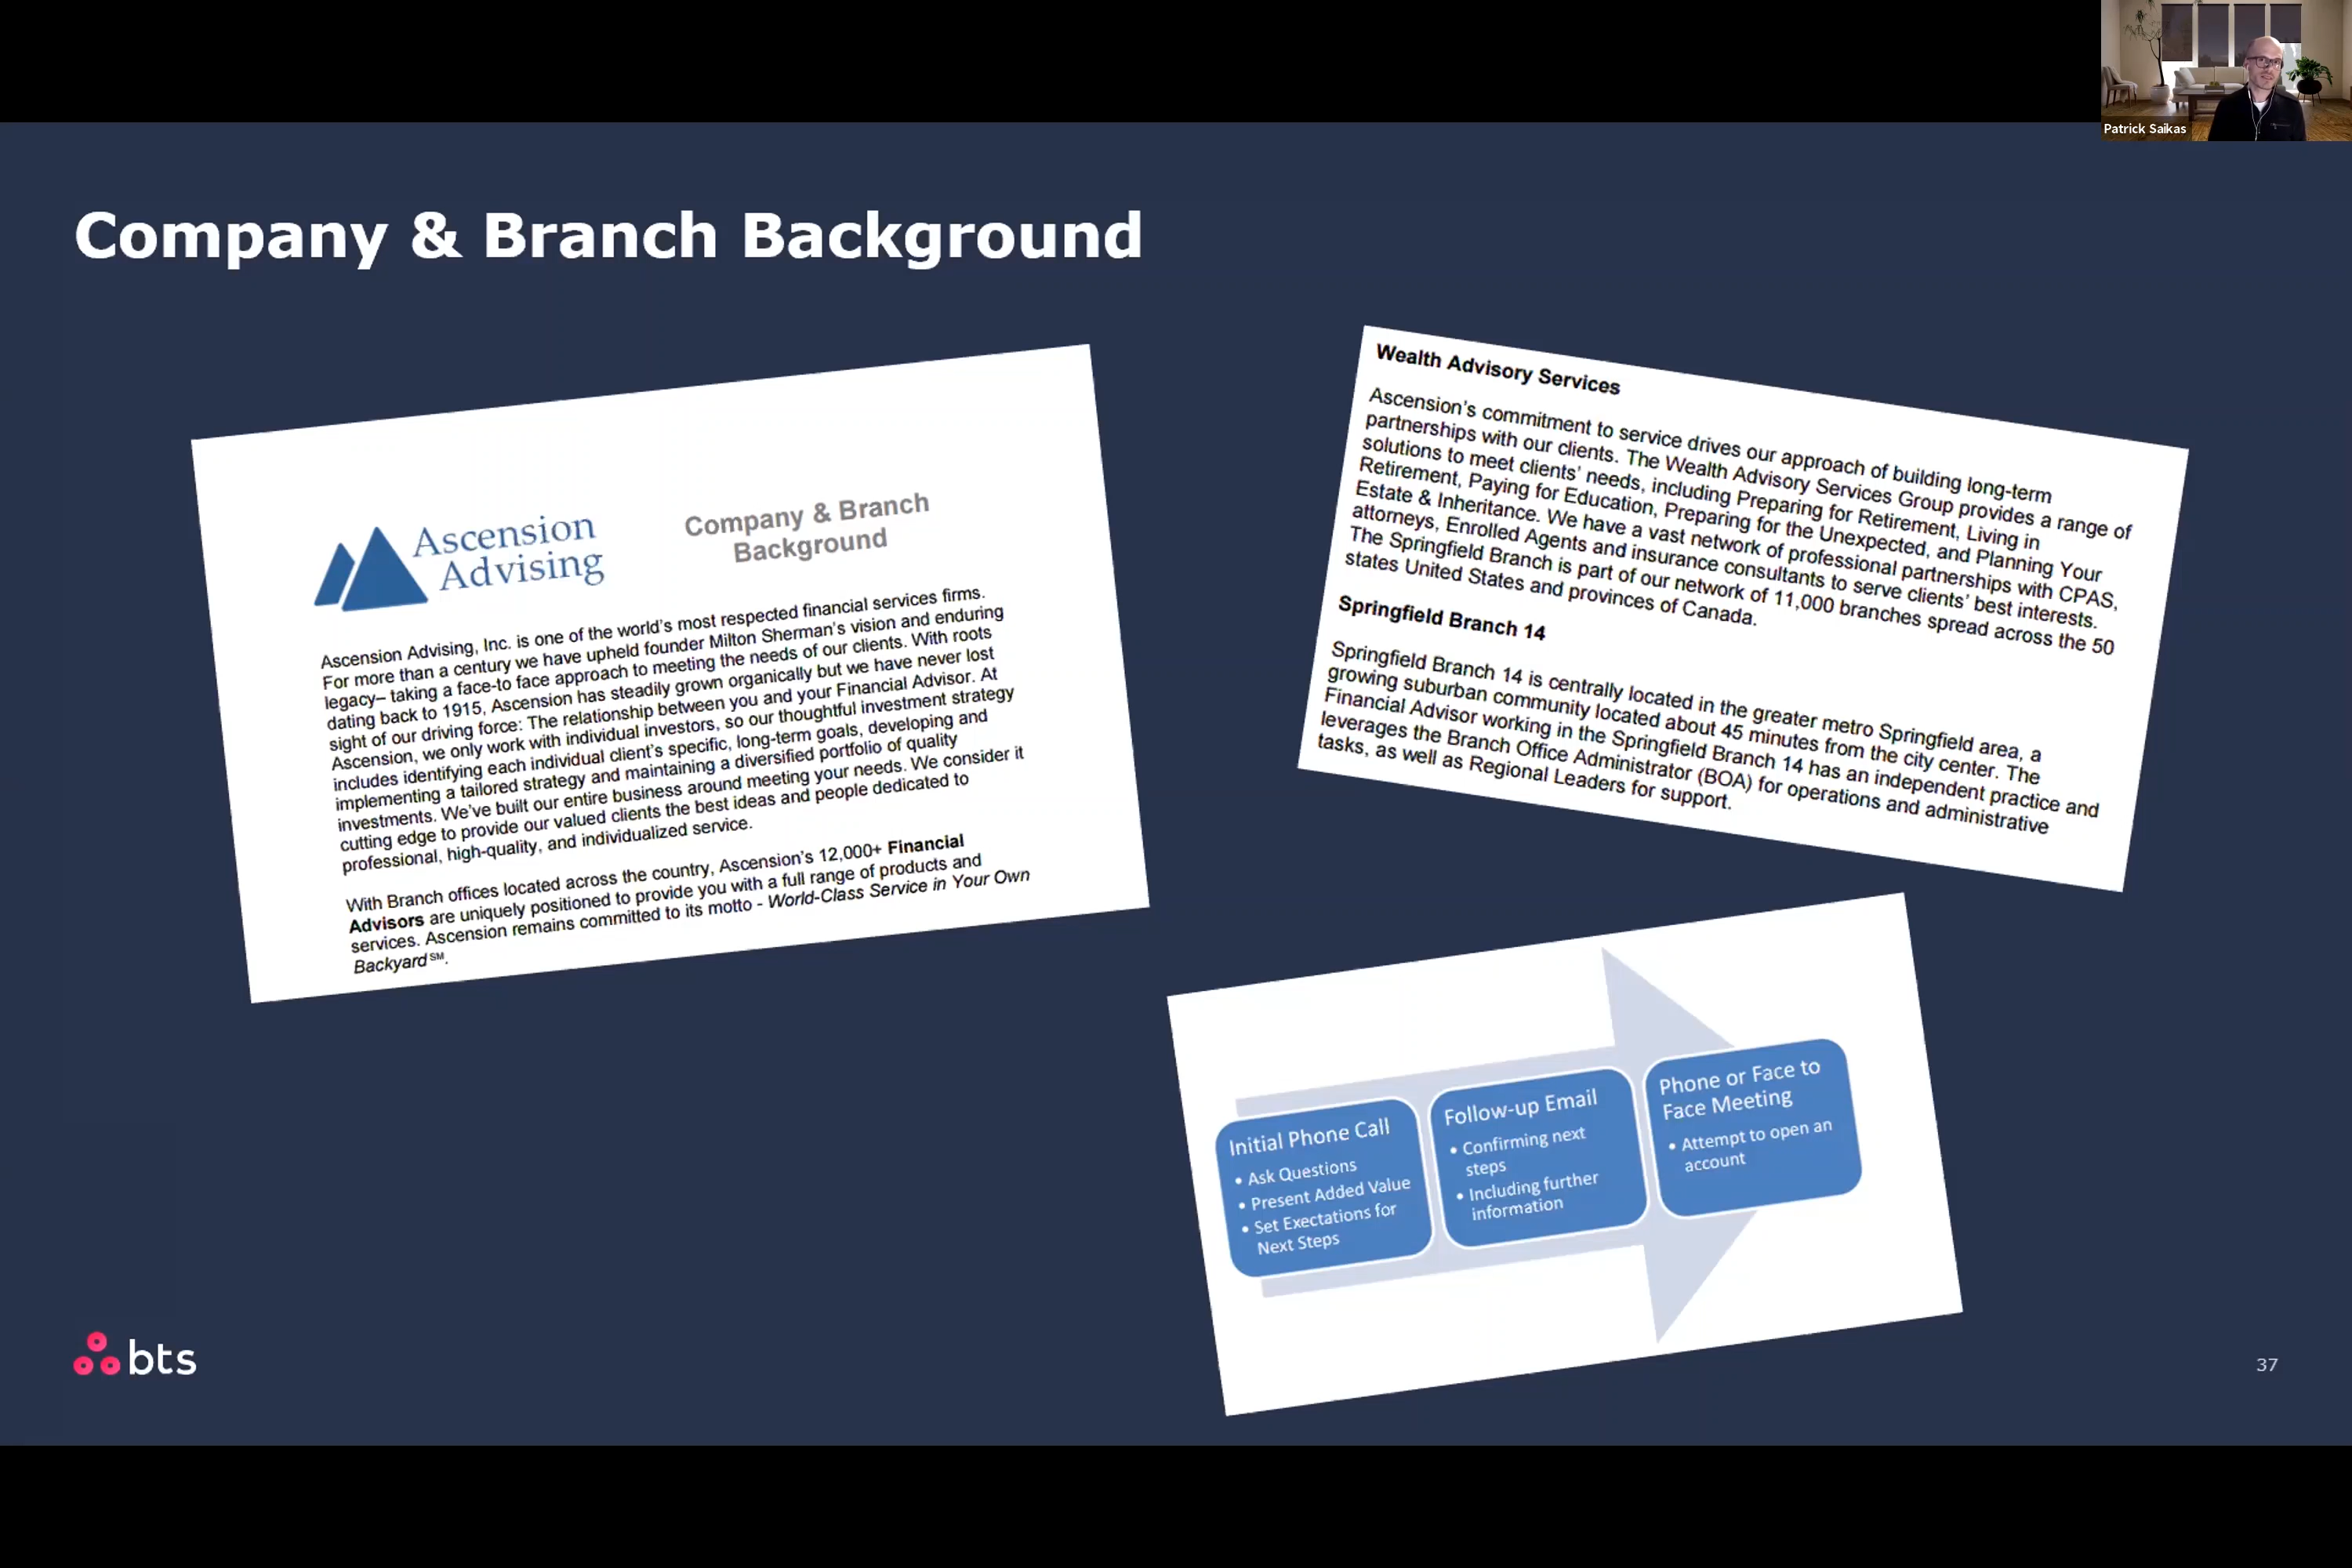 Patrick Saikas
Company & Branch Background
Ascension
Advising
Company & Branch
Background
Ascension Advising, Inc. is one of the world's most respected financial services firms.
For more than a century we have upheld founder Milton Sherman's vision and enduring
legacy– taking a face-to face approach to meeting the needs of our clients. With roots
dating back to 1915, Ascension has steadily grown organically but we have never lost
sight of our driving force: The relationship between you and your Financial Advisor. At
Ascension, we only work with individual investors, so our thoughtful investment strategy
includes identifying each individual client's specific, long-term goals, developing and
implementing a tailored strategy and maintaining a diversified portfolio of quality
investments. We've built our entire business around meeting your needs. We consider it
cutting edge to provide our valued clients the best ideas and people dedicated to
professional, high-quality, and individualized service.
With Branch offices located across the country, Ascension's 12,000+ Financial
Advisors are uniquely positioned to provide you with a full range of products and
services. Ascension remains committed to its motto - World-Class Service in Your Own
Backyard℠.
Wealth Advisory Services
Ascension's commitment to service drives our approach of building long-term
partnerships with our clients. The Wealth Advisory Services Group provides a range of
solutions to meet clients' needs, including Preparing for Retirement, Living in
Retirement, Paying for Education, Preparing for the Unexpected, and Planning Your
Estate & Inheritance. We have a vast network of professional partnerships with CPAS,
attorneys, Enrolled Agents and insurance consultants to serve clients' best interests.
The Springfield Branch is part of our network of 11,000 branches spread across the 50
states United States and provinces of Canada.
Springfield Branch 14
Springfield Branch 14 is centrally located in the greater metro Springfield area, a
growing suburban community located about 45 minutes from the city center. The
Financial Advisor working in the Springfield Branch 14 has an independent practice and
leverages the Branch Office Administrator (BOA) for operations and administrative
tasks, as well as Regional Leaders for support.
Initial Phone Call
• Ask Questions
• Present Added Value
• Set Exectations for
Next Steps
Follow-up Email
• Confirming next
steps
• Including further
information
Phone or Face to
Face Meeting
• Attempt to open an
account
bts
37